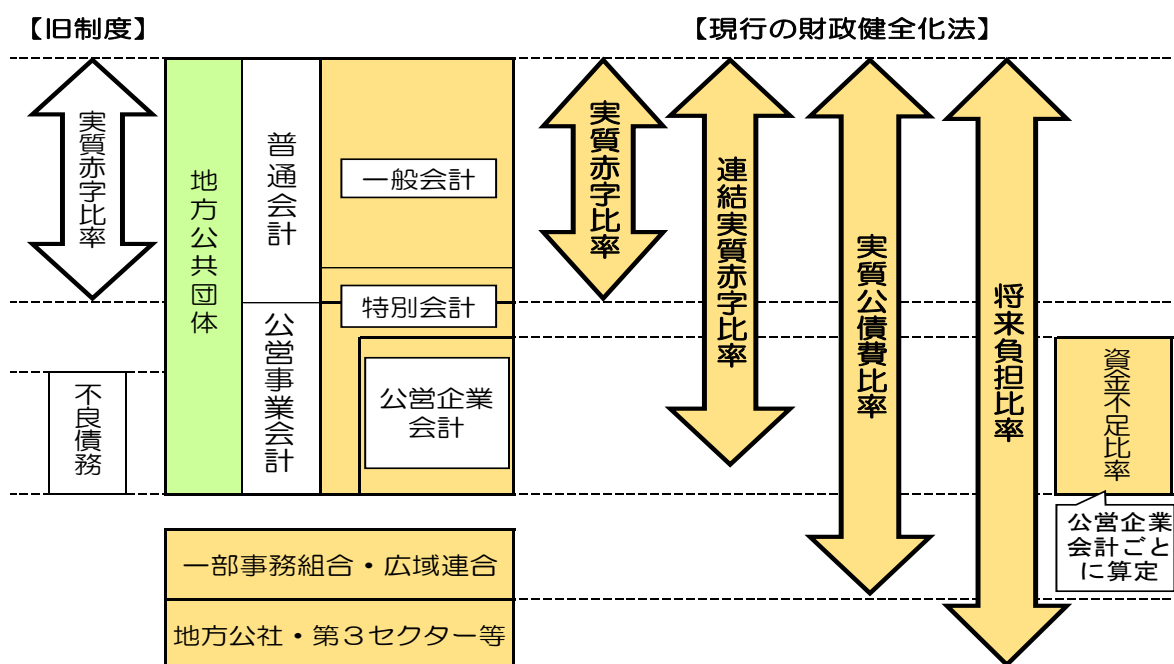 【旧制度】
【現行の財政健全化法】
実質赤字比率
不良債務
地方公共団体
普通会計
公営事業会計
一般会計
特別会計
公営企業
会計
一部事務組合・広域連合
地方公社・第３セクター等
実質赤字比率
連結実質赤字比率
実質公債費比率
将来負担比率
資金不足比率
公営企業
会計ごと
に算定